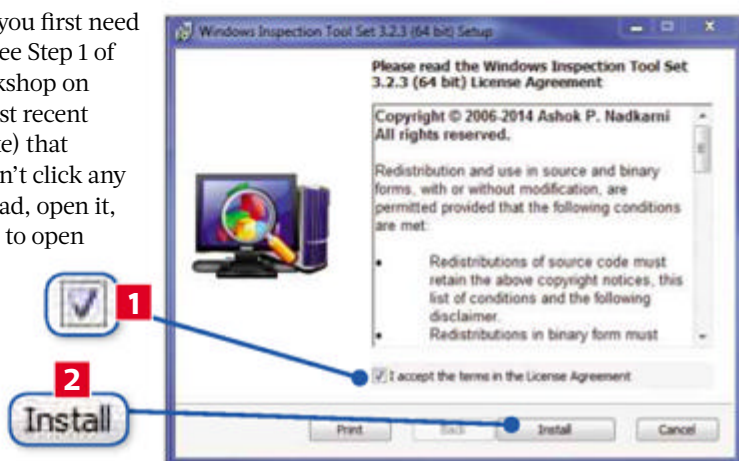 you first need
ee Step 1 of
kshop on
st recent
e) that
n't click any
ad, open it,
to open
Windows Inspection Tool Set 3.2.3 (64 bit) Setup
Please read the Windows Inspection Tool Set
3.2.3 (64 bit) License Agreement
Copyright © 2006-2014 Ashok P. Nadkarni
All rights reserved.
Redistribution and use in source and binary
forms, with or without modification, are
permitted provided that the following conditions
are met:
• Redistributions of source code must
retain the above copyright notices, this
list of conditions and the following
disclaimer.
• Redistributions in binary form must
1
I accept the terms in the License Agreement
2
Install
Print Back Install Cancel